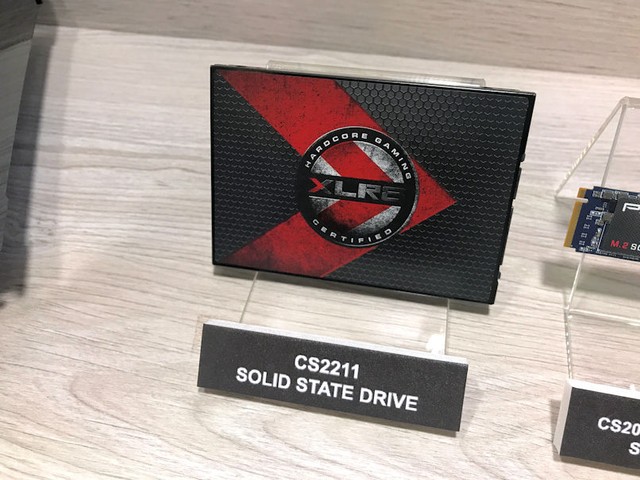 HARDCORE GAMING
XLR8
CERTIFIED
CS2211
SOLID STATE DRIVE
M.2